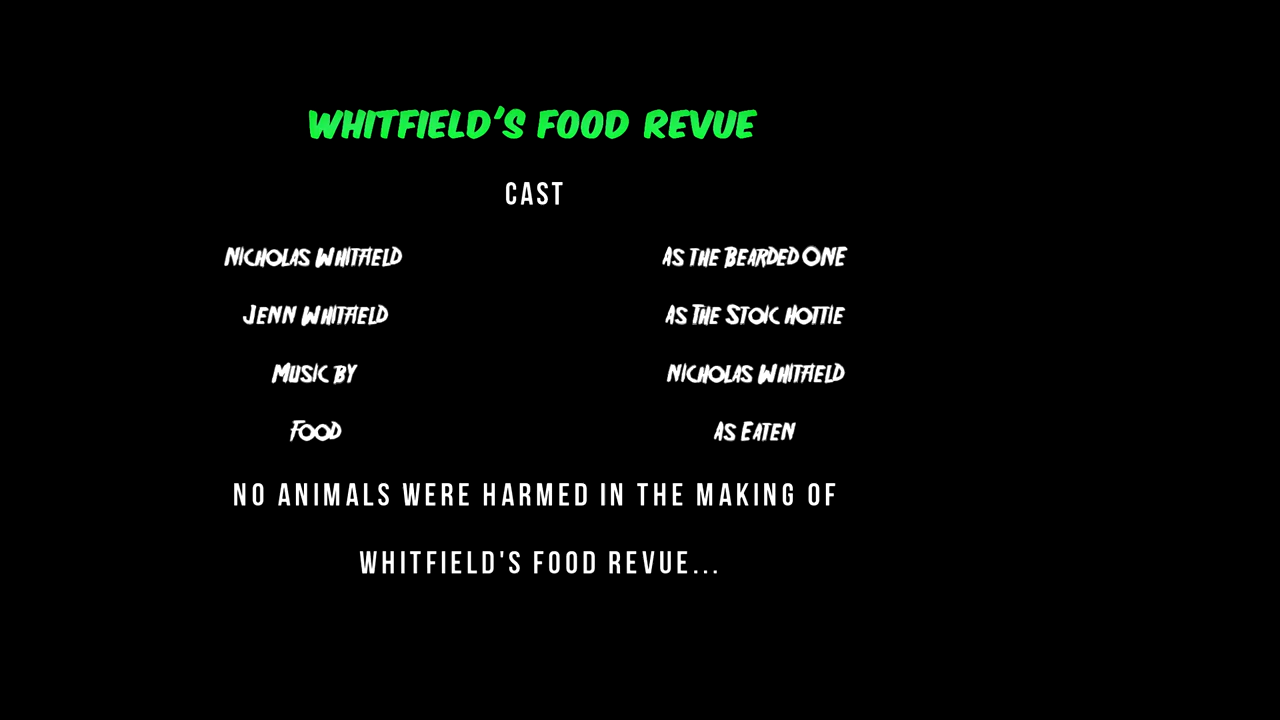 WHITFIELD'S FOOD REVUE
CAST
NICHOLAS WHITFIELD AS THE BEARDED ONE
JENN WHITFIELD AS THE STOIC HOTTIE
MUSIC BY NICHOLAS WHITFIELD
FOOD AS EATEN
NO ANIMALS WERE HARMED IN THE MAKING OF
WHITFIELD'S FOOD REVUE...